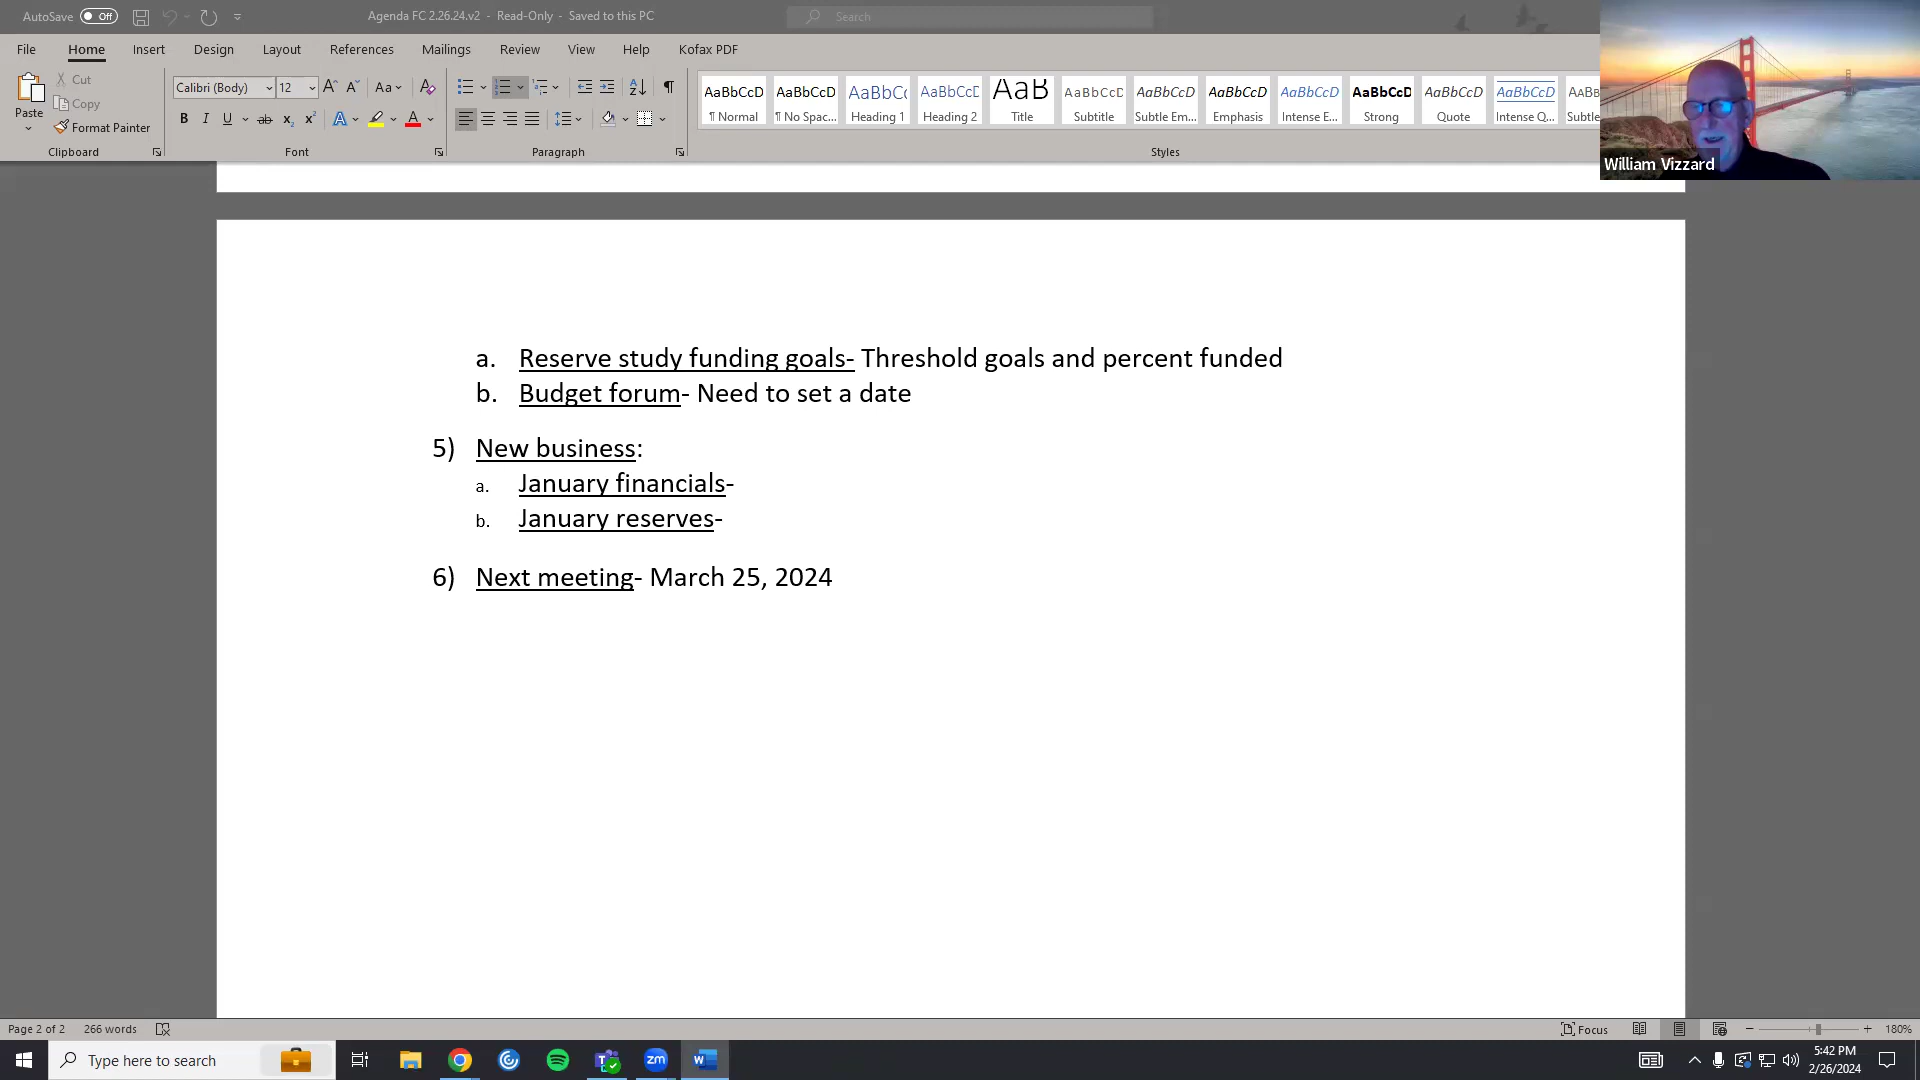 AutoSave Off Agenda FC 2.26.24.v2 - Read-Only - Saved to this PC Search
File Home Insert Design Layout References Mailings Review View Help Kofax PDF
Paste Cut Copy Format Painter
Calibri (Body) 12
AaBbCcD AaBbCcD AaBbCc AaBbCcD AaB AaBbCcD AaBbCcD AaBbCcD AaBbCcD AaBbCcD AaBbCcD AaBbCcD AABB
¶ Normal ¶ No Spac... Heading 1 Heading 2 Title Subtitle Subtle Em... Emphasis Intense E... Strong Quote Intense Q... Subtle
Clipboard Font Paragraph Styles
William Vizzard
a. Reserve study funding goals- Threshold goals and percent funded
b. Budget forum- Need to set a date
5) New business:
a. January financials-
b. January reserves-
6) Next meeting- March 25, 2024
Page 2 of 2 266 words Focus 180%
Type here to search zm 5:42 PM
2/26/2024